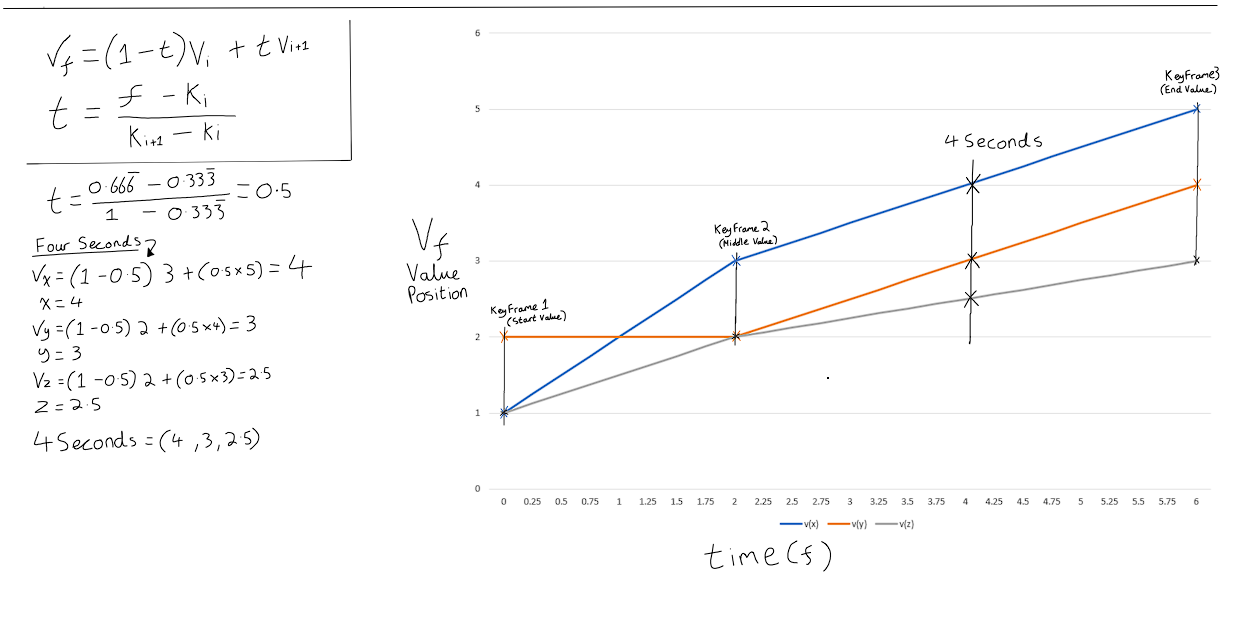 Vf = (1-t)Vi + t Vi+1
t = f - Ki / Ki+1 - Ki
t = 0.666̅ - 0.333̅ / 1 - 0.333̅ = 0.5
Four Seconds
Vx = (1-0.5) 3 + (0.5x5) = 4
x = 4
Vy = (1-0.5) 2 + (0.5x4) = 3
y = 3
Vz = (1-0.5) 2 + (0.5x3) = 2.5
z = 2.5
4 Seconds = (4, 3, 2.5)
Vf
Value
Position
6
5
4
3
2
1
0
KeyFrame 1
(Start Value)
KeyFrame 2
(Middle Value)
4 Seconds
KeyFrame3
(End Value)
0 0.25 0.5 0.75 1 1.25 1.5 1.75 2 2.25 2.5 2.75 3 3.25 3.5 3.75 4 4.25 4.5 4.75 5 5.25 5.5 5.75 6
v(x) v(y) v(z)
time(f)